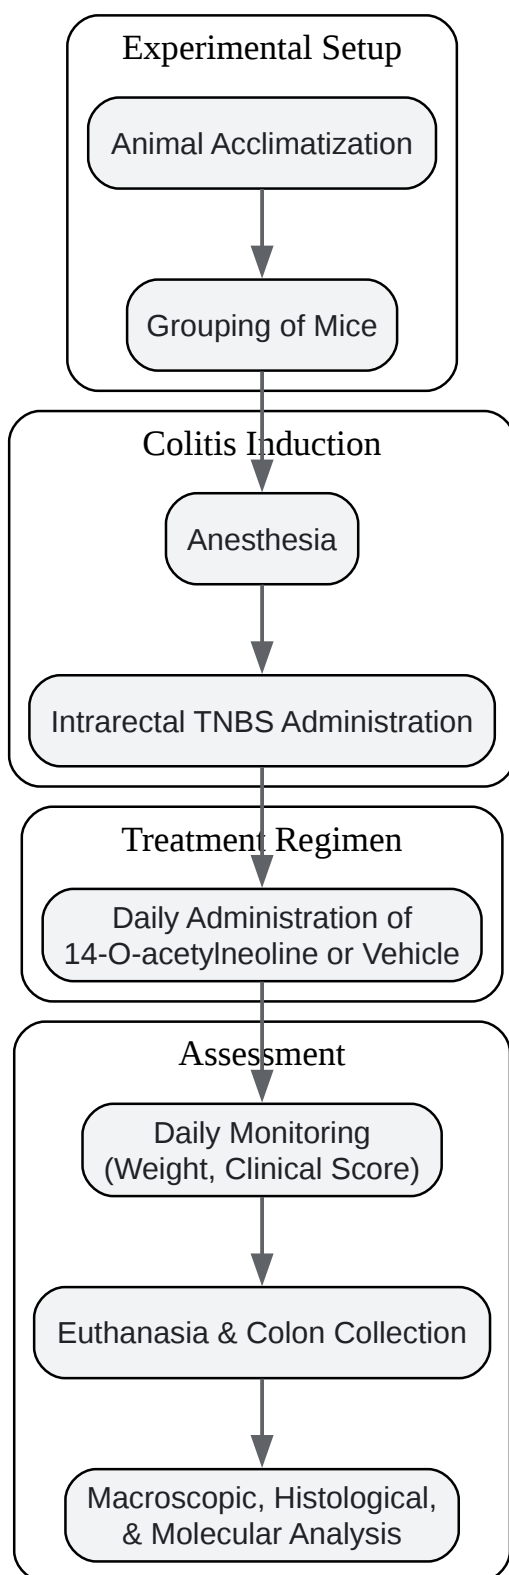 Experimental Setup
Animal Acclimatization
Grouping of Mice
Colitis Induction
Anesthesia
Intrarectal TNBS Administration
Treatment Regimen
Daily Administration of
14-O-acetylneoline or Vehicle
Assessment
Daily Monitoring
(Weight, Clinical Score)
Euthanasia & Colon Collection
Macroscopic, Histological,
& Molecular Analysis